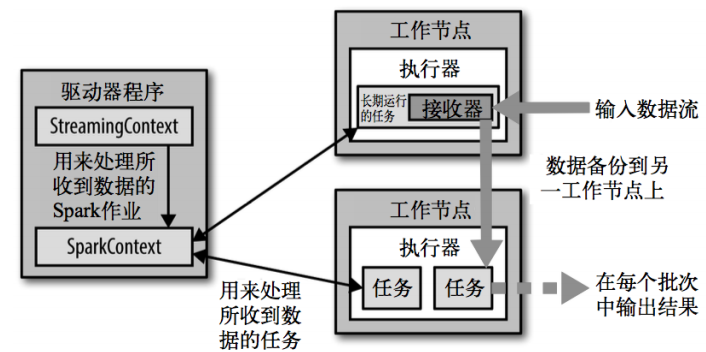 驱动器程序
StreamingContext
用来处理所
收到数据的
Spark作业
SparkContext
工作节点
执行器
长期运行
的任务
接收器
输入数据流
数据备份到另
一工作节点上
工作节点
执行器
任务
任务
用来处理
所收到数
据的任务
在每个批次
中输出结果